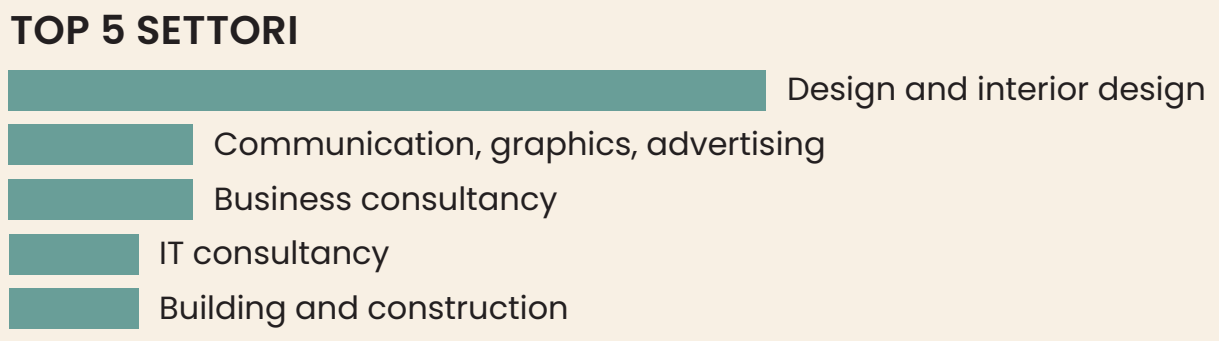 TOP 5 SETTORI
Design and interior design
Communication, graphics, advertising
Business consultancy
IT consultancy
Building and construction